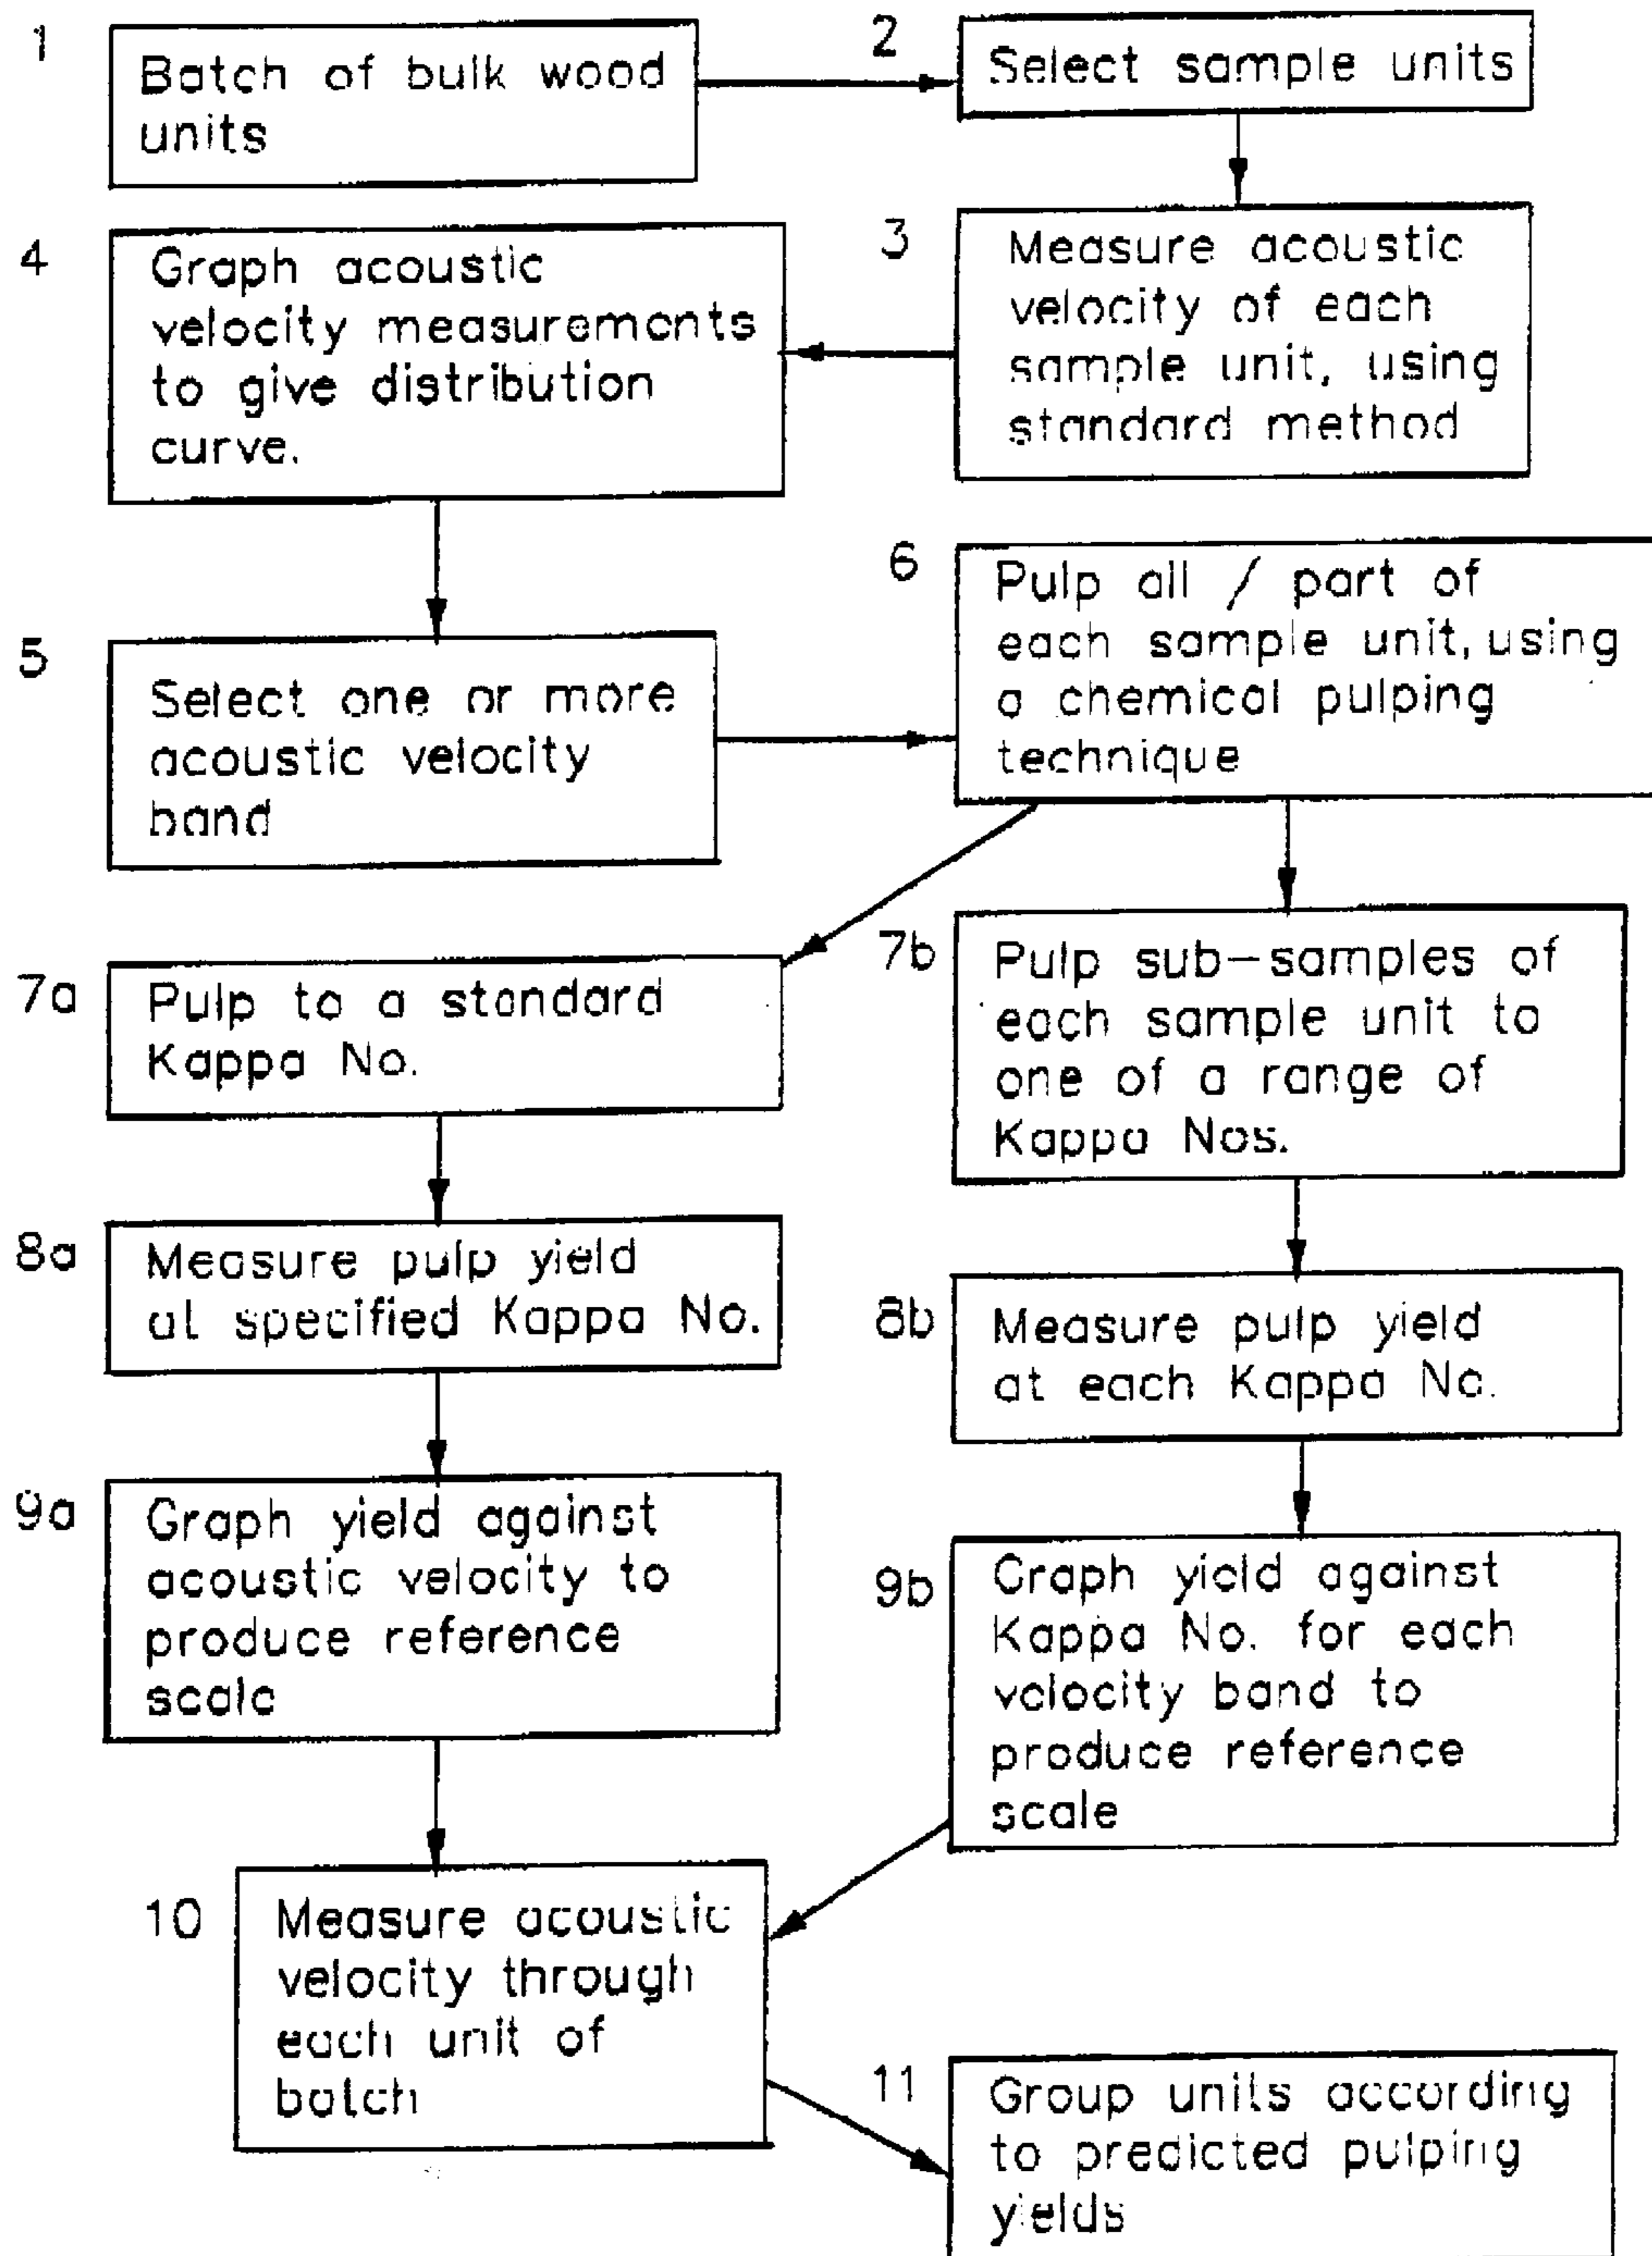 1
Batch of bulk wood
units
2
Select sample units
3
Measure acoustic
velocity of each
sample unit, using
standard method
4
Graph acoustic
velocity measurements
to give distribution
curve.
5
Select one or more
acoustic velocity
band
6
Pulp all / part of
each sample unit, using
a chemical pulping
technique
7a
Pulp to a standard
Kappa No.
7b
Pulp sub-samples of
each sample unit to
one of a range of
Kappa Nos.
8a
Measure pulp yield
at specified Kappa No.
8b
Measure pulp yield
at each Kappa No.
9a
Graph yield against
acoustic velocity to
produce reference
scale
9b
Graph yield against
Kappa No. for each
velocity band to
produce reference
scale
10
Measure acoustic
velocity through
each unit of
batch
11
Group units according
to predicted pulping
yields